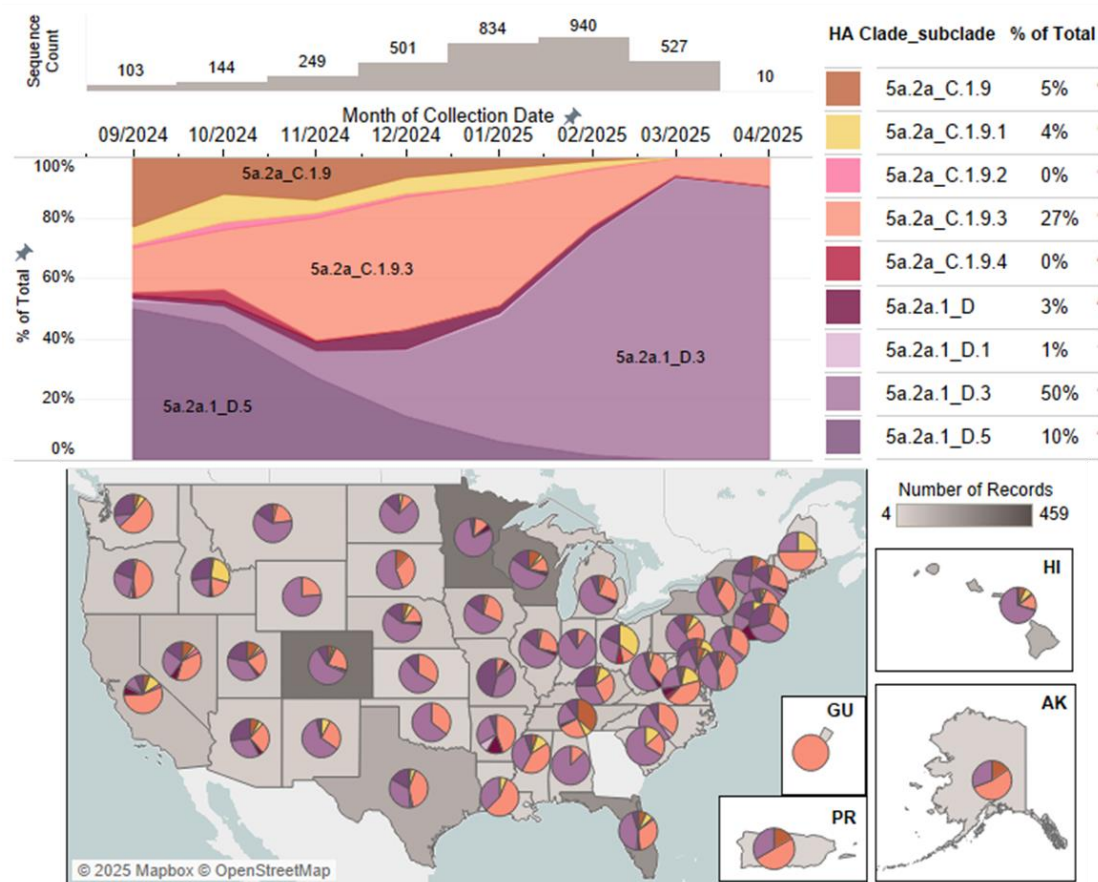 Sequence Count
103 144 249 501 834 940 527 10
Month of Collection Date
09/2024 10/2024 11/2024 12/2024 01/2025 02/2025 03/2025 04/2025
% of Total
100%
80%
60%
40%
20%
0%
5a.2a_C.1.9
5a.2a_C.1.9.3
5a.2a.1_D.3
5a.2a.1_D.5
HA Clade_subclade % of Total
5a.2a_C.1.9 5%
5a.2a_C.1.9.1 4%
5a.2a_C.1.9.2 0%
5a.2a_C.1.9.3 27%
5a.2a_C.1.9.4 0%
5a.2a.1_D 3%
5a.2a.1_D.1 1%
5a.2a.1_D.3 50%
5a.2a.1_D.5 10%
Number of Records
4 459
HI
GU
AK
PR
© 2025 Mapbox © OpenStreetMap